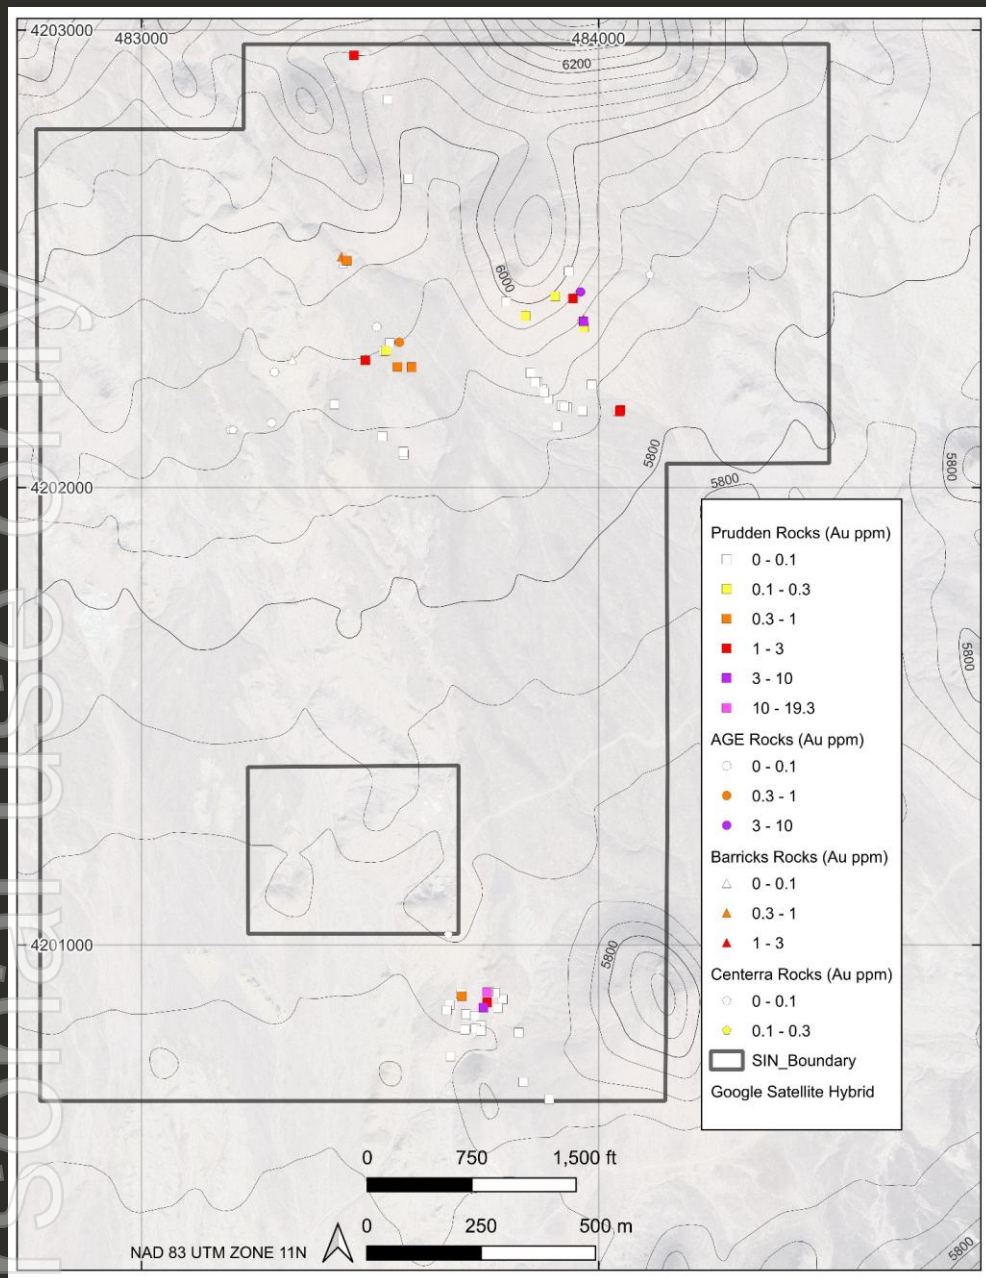 4203000
483000
484000
6200
6000
5800
5800
5800
4202000
5800
Prudden Rocks (Au ppm)
0 - 0.1
0.1 - 0.3
0.3 - 1
1 - 3
3 - 10
10 - 19.3
AGE Rocks (Au ppm)
0 - 0.1
0.3 - 1
3 - 10
Barricks Rocks (Au ppm)
0 - 0.1
0.3 - 1
1 - 3
Centerra Rocks (Au ppm)
0 - 0.1
0.1 - 0.3
SIN_Boundary
Google Satellite Hybrid
4201000
5800
0 750 1,500 ft
0 250 500 m
NAD 83 UTM ZONE 11N
5800
rsonal use only